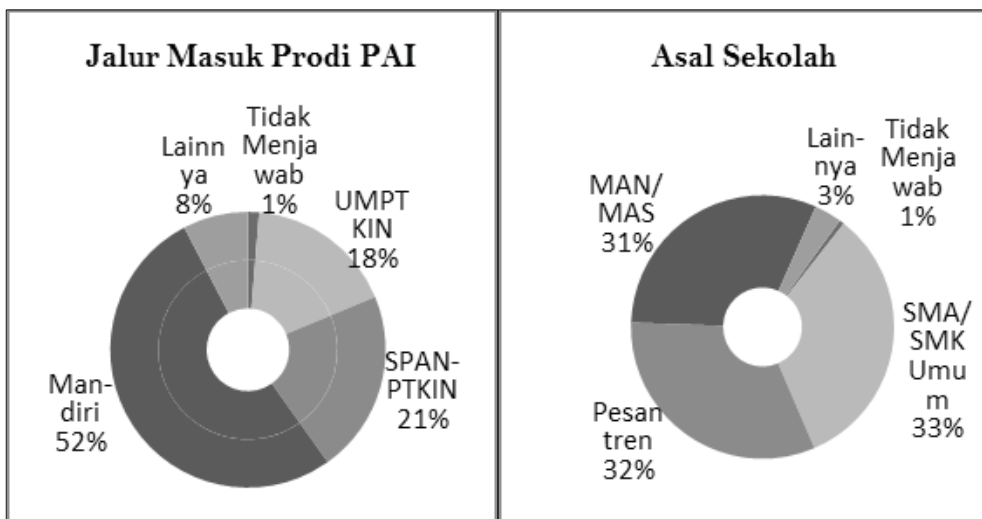 Jalur Masuk Prodi PAI
Tidak
Menja
wab
1%
Lainn
ya
8%
UMPT
KIN
18%
SPAN-
PTKIN
21%
Man-
diri
52%
Asal Sekolah
Tidak
Menja
wab
1%
Lain-
nya
3%
MAN/
MAS
31%
SMA/
SMK
Umu
m
33%
Pesan
tren
32%